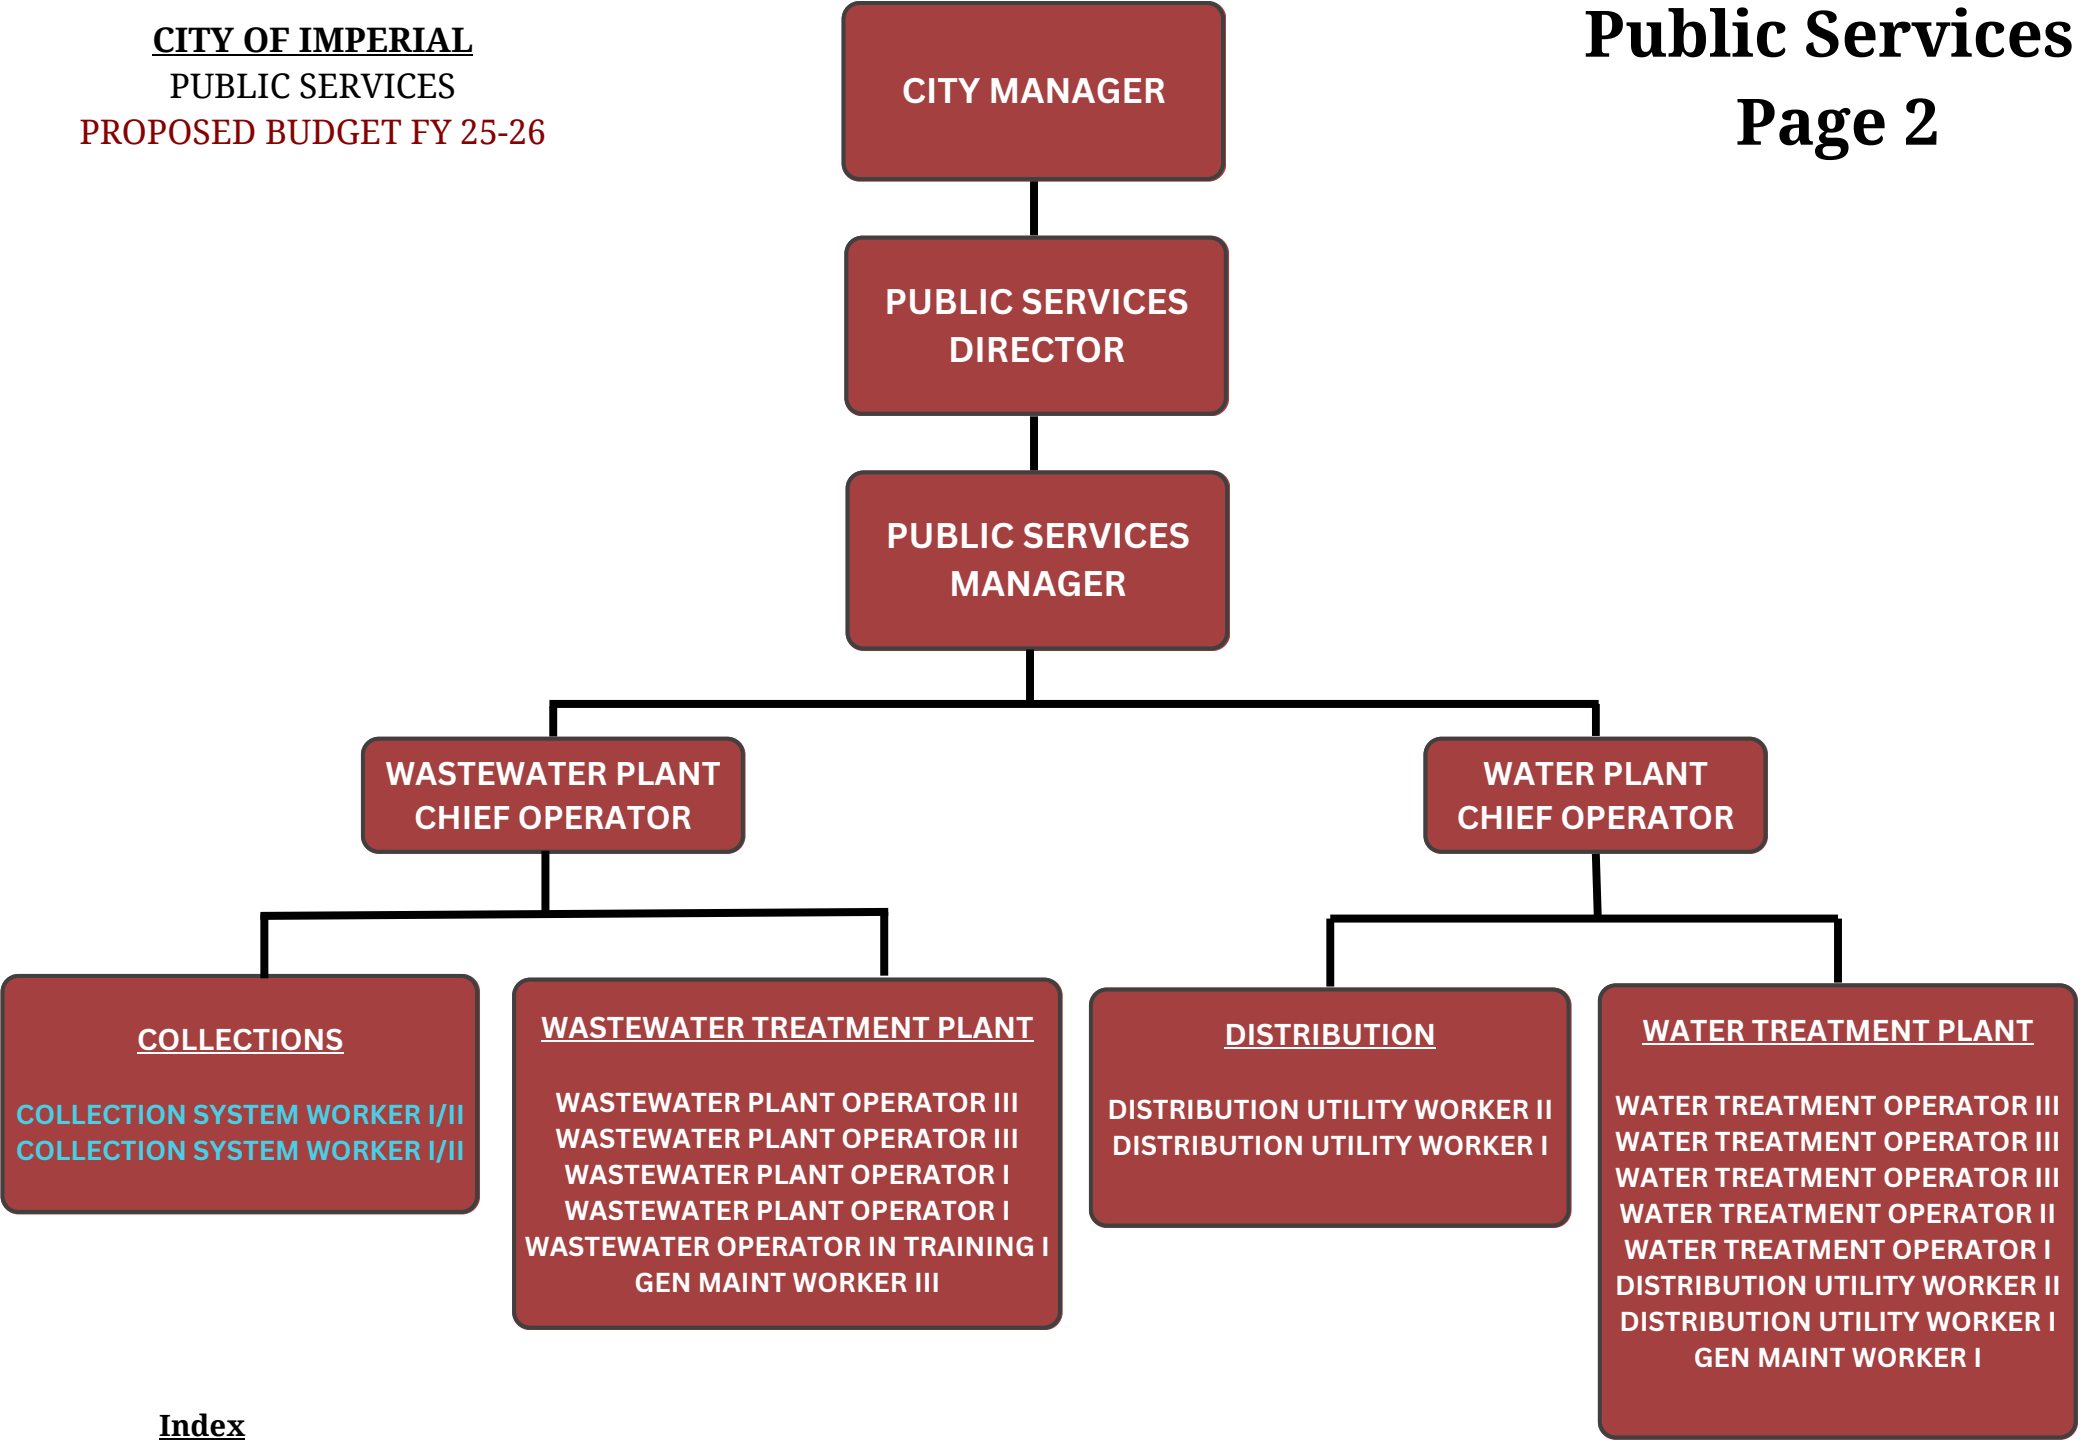 CITY OF IMPERIAL
PUBLIC SERVICES
PROPOSED BUDGET FY 25-26
Public Services
Page 2
CITY MANAGER
PUBLIC SERVICES
DIRECTOR
PUBLIC SERVICES
MANAGER
WASTEWATER PLANT
CHIEF OPERATOR
WATER PLANT
CHIEF OPERATOR
COLLECTIONS
COLLECTION SYSTEM WORKER I/II
COLLECTION SYSTEM WORKER I/II
WASTEWATER TREATMENT PLANT
WASTEWATER PLANT OPERATOR III
WASTEWATER PLANT OPERATOR III
WASTEWATER PLANT OPERATOR I
WASTEWATER PLANT OPERATOR I
WASTEWATER OPERATOR IN TRAINING I
GEN MAINT WORKER III
DISTRIBUTION
DISTRIBUTION UTILITY WORKER II
DISTRIBUTION UTILITY WORKER I
WATER TREATMENT PLANT
WATER TREATMENT OPERATOR III
WATER TREATMENT OPERATOR III
WATER TREATMENT OPERATOR III
WATER TREATMENT OPERATOR II
WATER TREATMENT OPERATOR I
DISTRIBUTION UTILITY WORKER II
DISTRIBUTION UTILITY WORKER I
GEN MAINT WORKER I
Index